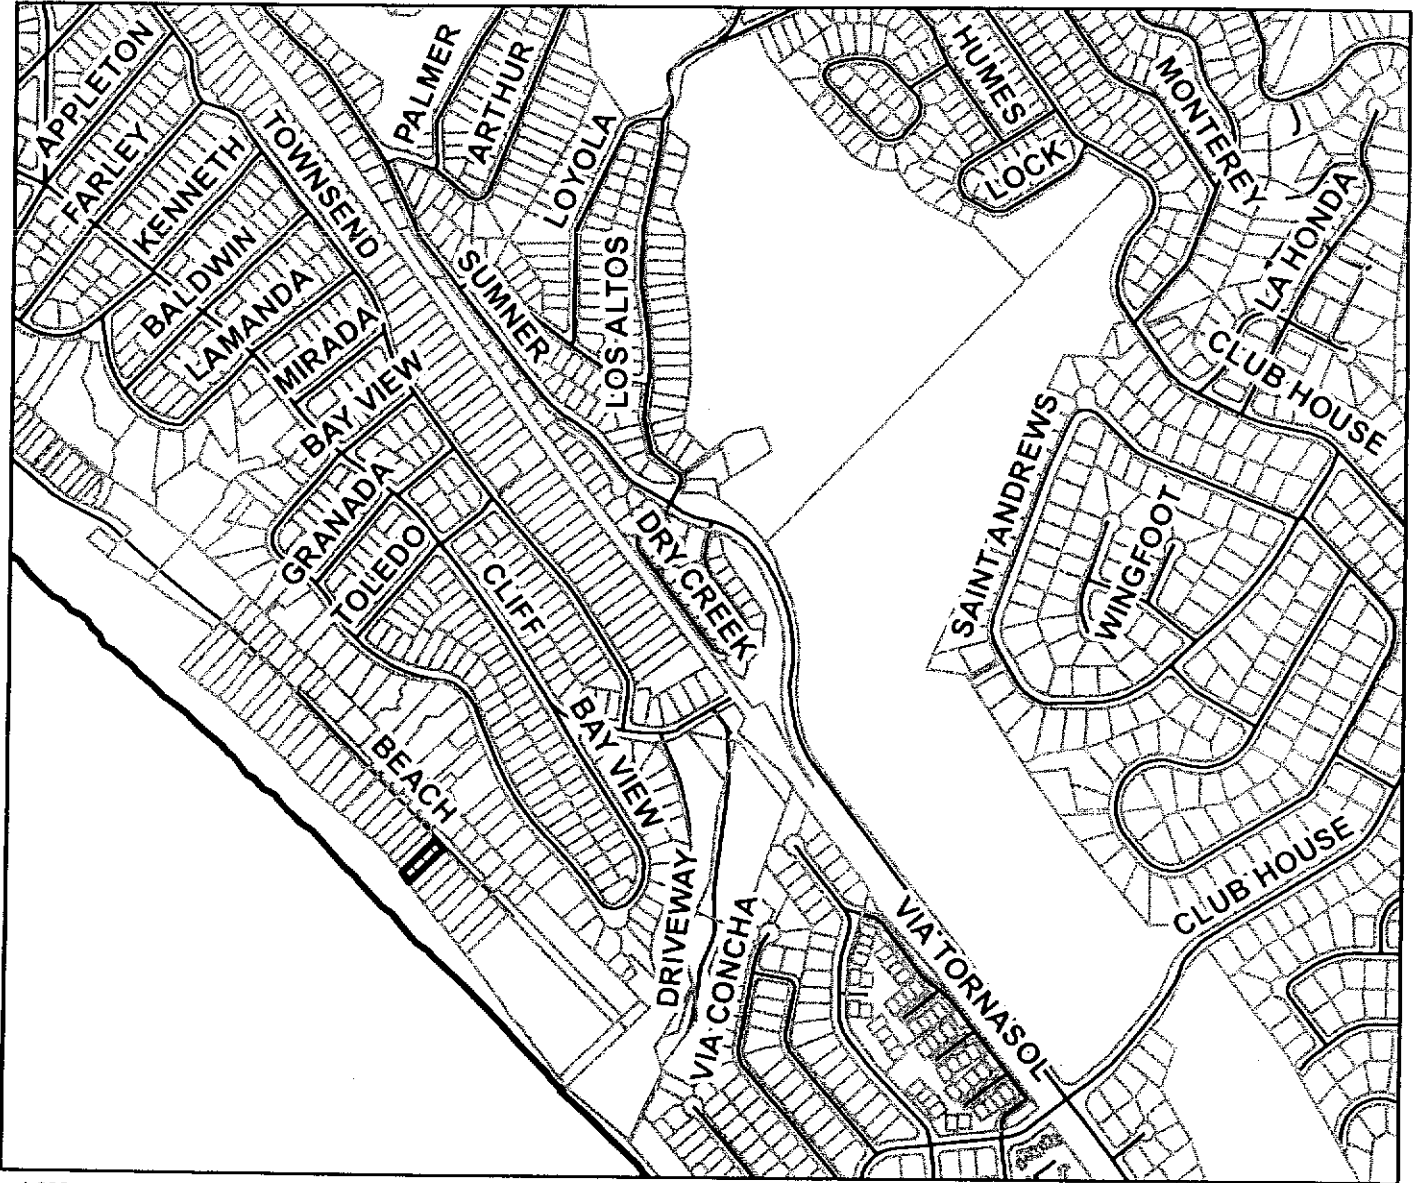 APPLETON
FARLEY
KENNETH
BALDWIN
LAMANDA
MIRADA
BAY VIEW
GRANADA
TOLEDO
TOWNSEND
PALMER
ARTHUR
LOYOLA
SUMNER
LOS ALTOS
HUMES
LOCK
MONTEREY
LA HONDA
CLUB HOUSE
SAINT ANDREWS
WINGFOOT
DRY CREEK
CLIFF
BAY VIEW
BEACH
DRIVEWAY
VIA CONCHA
VIA TORNASOL
CLUB HOUSE